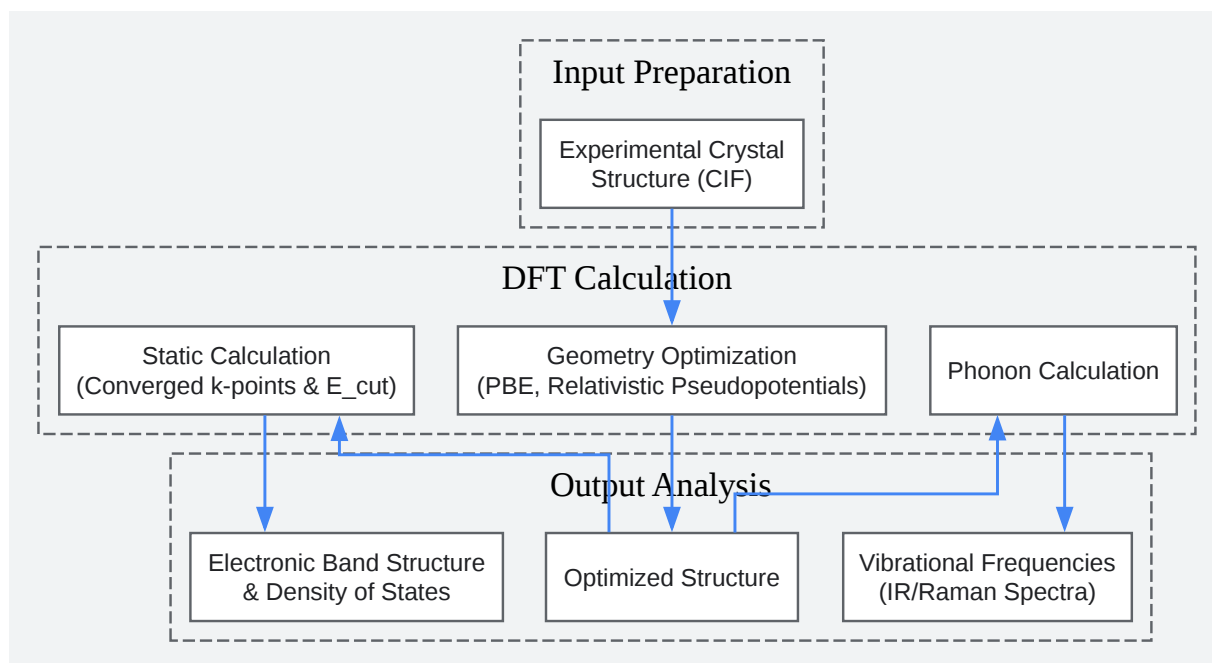 Input Preparation
Experimental Crystal
Structure (CIF)
DFT Calculation
Static Calculation
(Converged k-points & E_cut)
Geometry Optimization
(PBE, Relativistic Pseudopotentials)
Phonon Calculation
Output Analysis
Electronic Band Structure
& Density of States
Optimized Structure
Vibrational Frequencies
(IR/Raman Spectra)